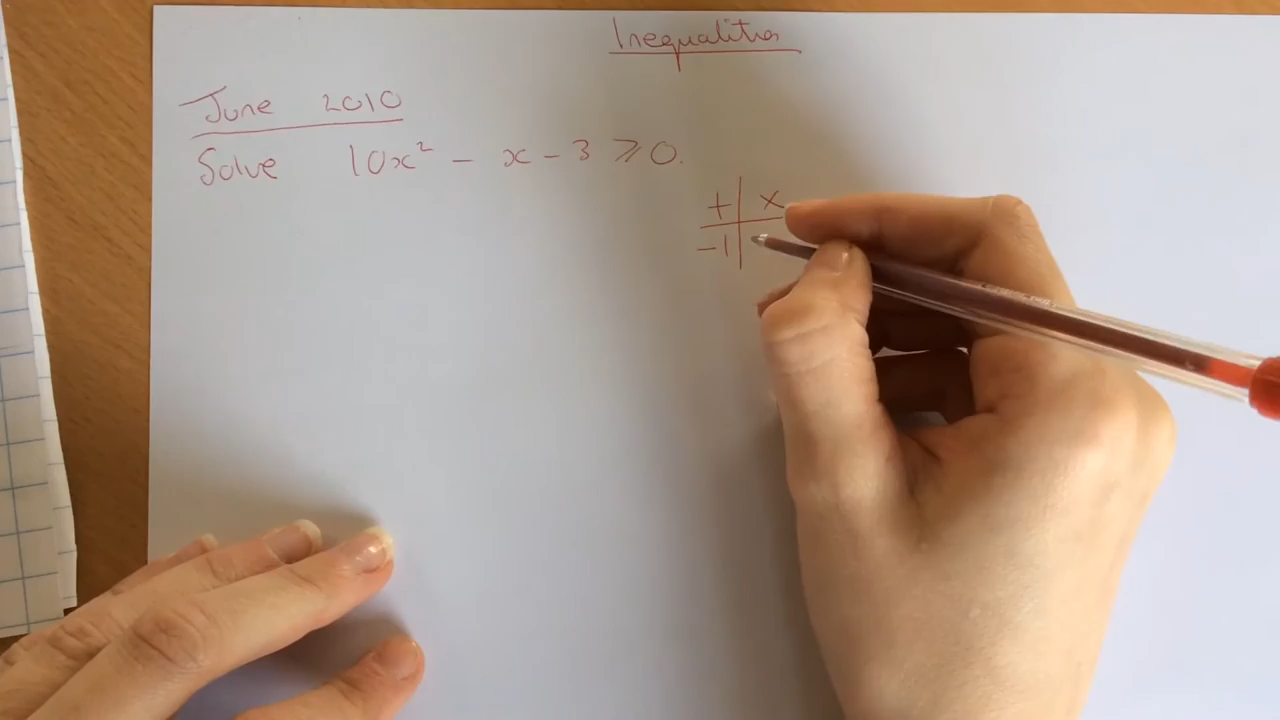 Inequalities
June 2010
Solve 10x² - x - 3 ⩾ 0.
+ x
-1